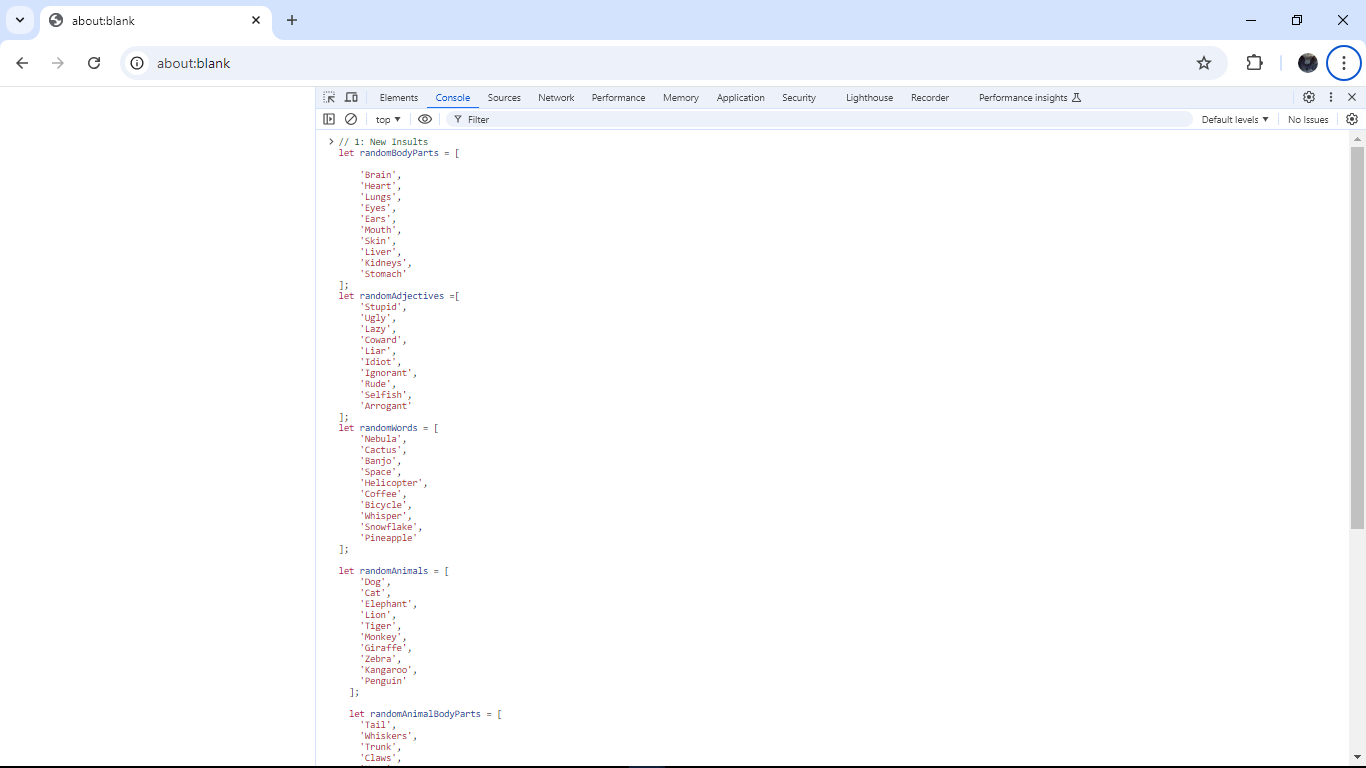 about:blank
about:blank
Elements Console Sources Network Performance Memory Application Security Lighthouse Recorder Performance insights
top Filter Default levels No Issues
// 1: New Insults
let randomBodyParts = [
'Brain',
'Heart',
'Lungs',
'Eyes',
'Ears',
'Mouth',
'Skin',
'Liver',
'Kidneys',
'Stomach'
];
let randomAdjectives =[
'Stupid',
'Ugly',
'Lazy',
'Coward',
'Liar',
'Idiot',
'Ignorant',
'Rude',
'Selfish',
'Arrogant'
];
let randomWords = [
'Nebula',
'Cactus',
'Banjo',
'Space',
'Helicopter',
'Coffee',
'Bicycle',
'Whisper',
'Snowflake',
'Pineapple'
];
let randomAnimals = [
'Dog',
'Cat',
'Elephant',
'Lion',
'Tiger',
'Monkey',
'Giraffe',
'Zebra',
'Kangaroo',
'Penguin'
];
let randomAnimalBodyParts = [
'Tail',
'Whiskers',
'Trunk',
'Claws',